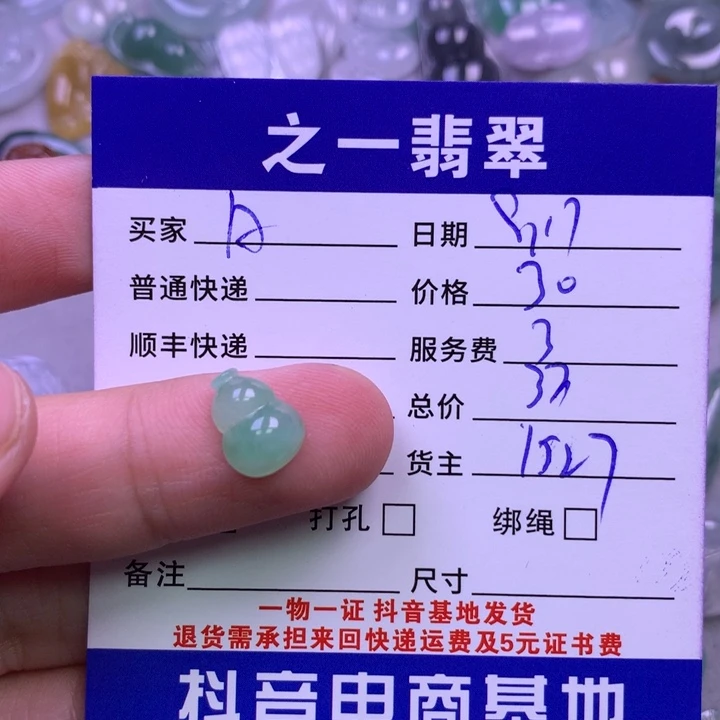 之一翡翠
买家 日期
普通快递 价格 30
顺丰快递 服务费 3
总价
货主 1527
打孔 绑绳
备注 尺寸
一物一证 抖音基地发货
退货需承担来回快递运费及5元证书费
抖音电商基地